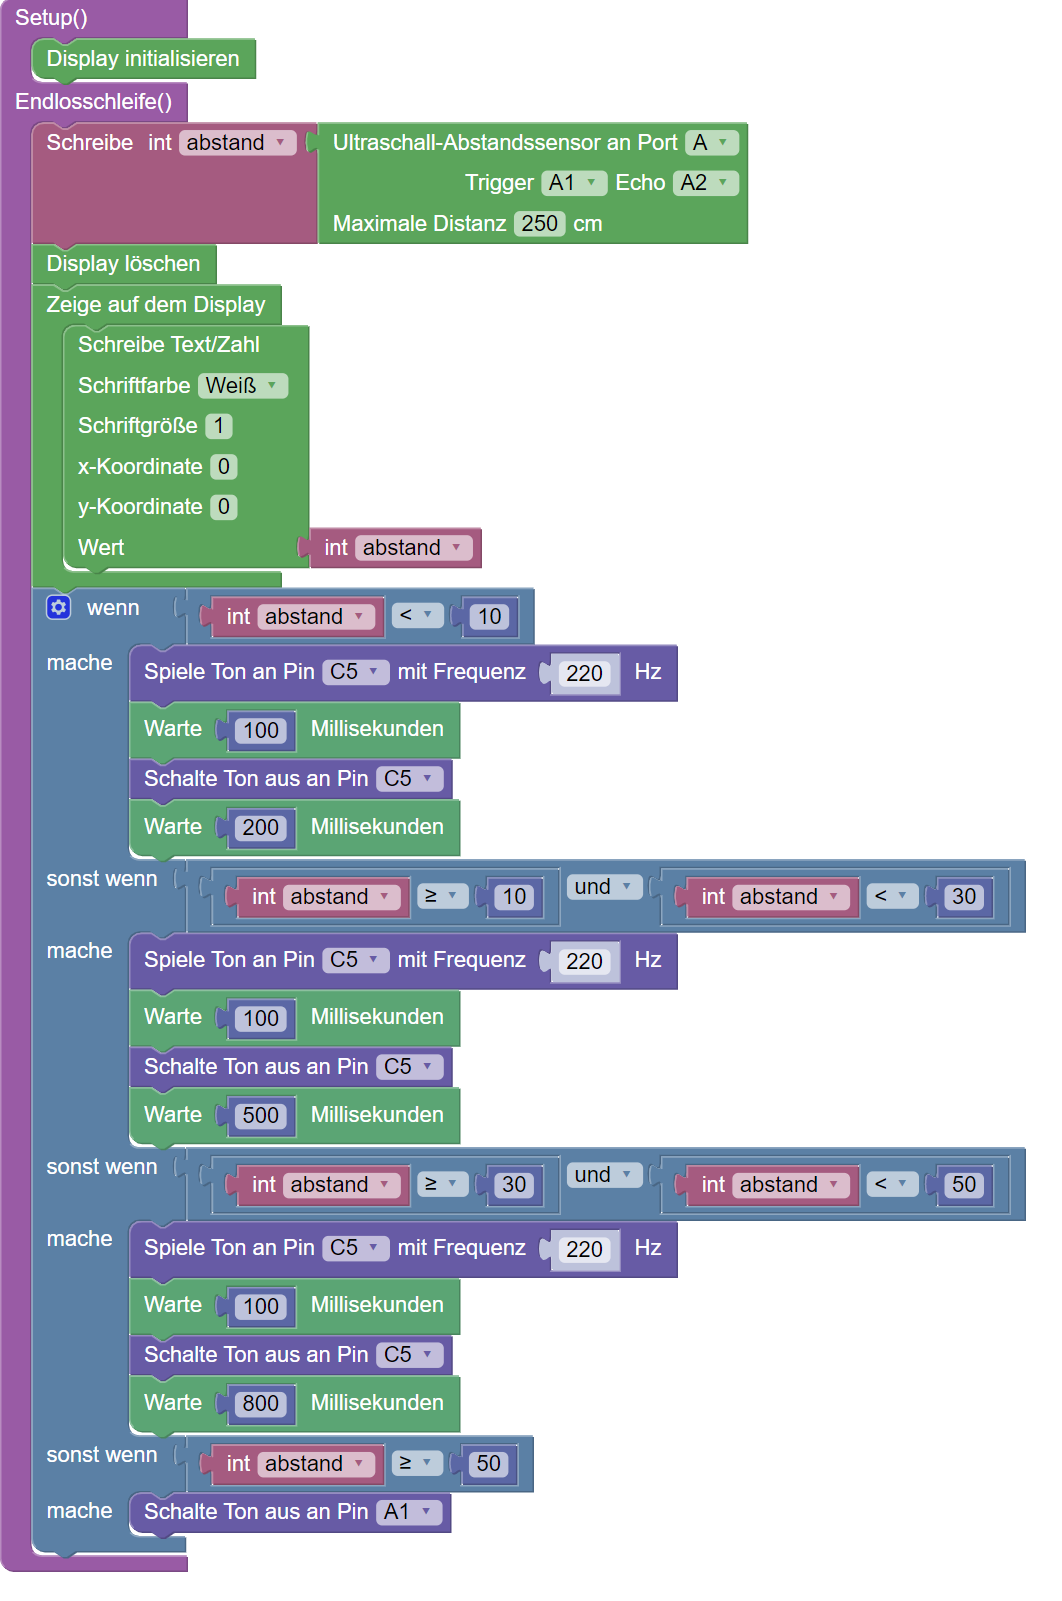 Setup()
Display initialisieren
Endlosschleife()
Schreibe int abstand Ultraschall-Abstandssensor an Port A
Trigger A1 Echo A2
Maximale Distanz 250 cm
Display löschen
Zeige auf dem Display
Schreibe Text/Zahl
Schriftfarbe Weiß
Schriftgröße 1
x-Koordinate 0
y-Koordinate 0
Wert int abstand
wenn int abstand < 10
mache Spiele Ton an Pin C5 mit Frequenz 220 Hz
Warte 100 Millisekunden
Schalte Ton aus an Pin C5
Warte 200 Millisekunden
sonst wenn int abstand ≥ 10 und int abstand < 30
mache Spiele Ton an Pin C5 mit Frequenz 220 Hz
Warte 100 Millisekunden
Schalte Ton aus an Pin C5
Warte 500 Millisekunden
sonst wenn int abstand ≥ 30 und int abstand < 50
mache Spiele Ton an Pin C5 mit Frequenz 220 Hz
Warte 100 Millisekunden
Schalte Ton aus an Pin C5
Warte 800 Millisekunden
sonst wenn int abstand ≥ 50
mache Schalte Ton aus an Pin A1